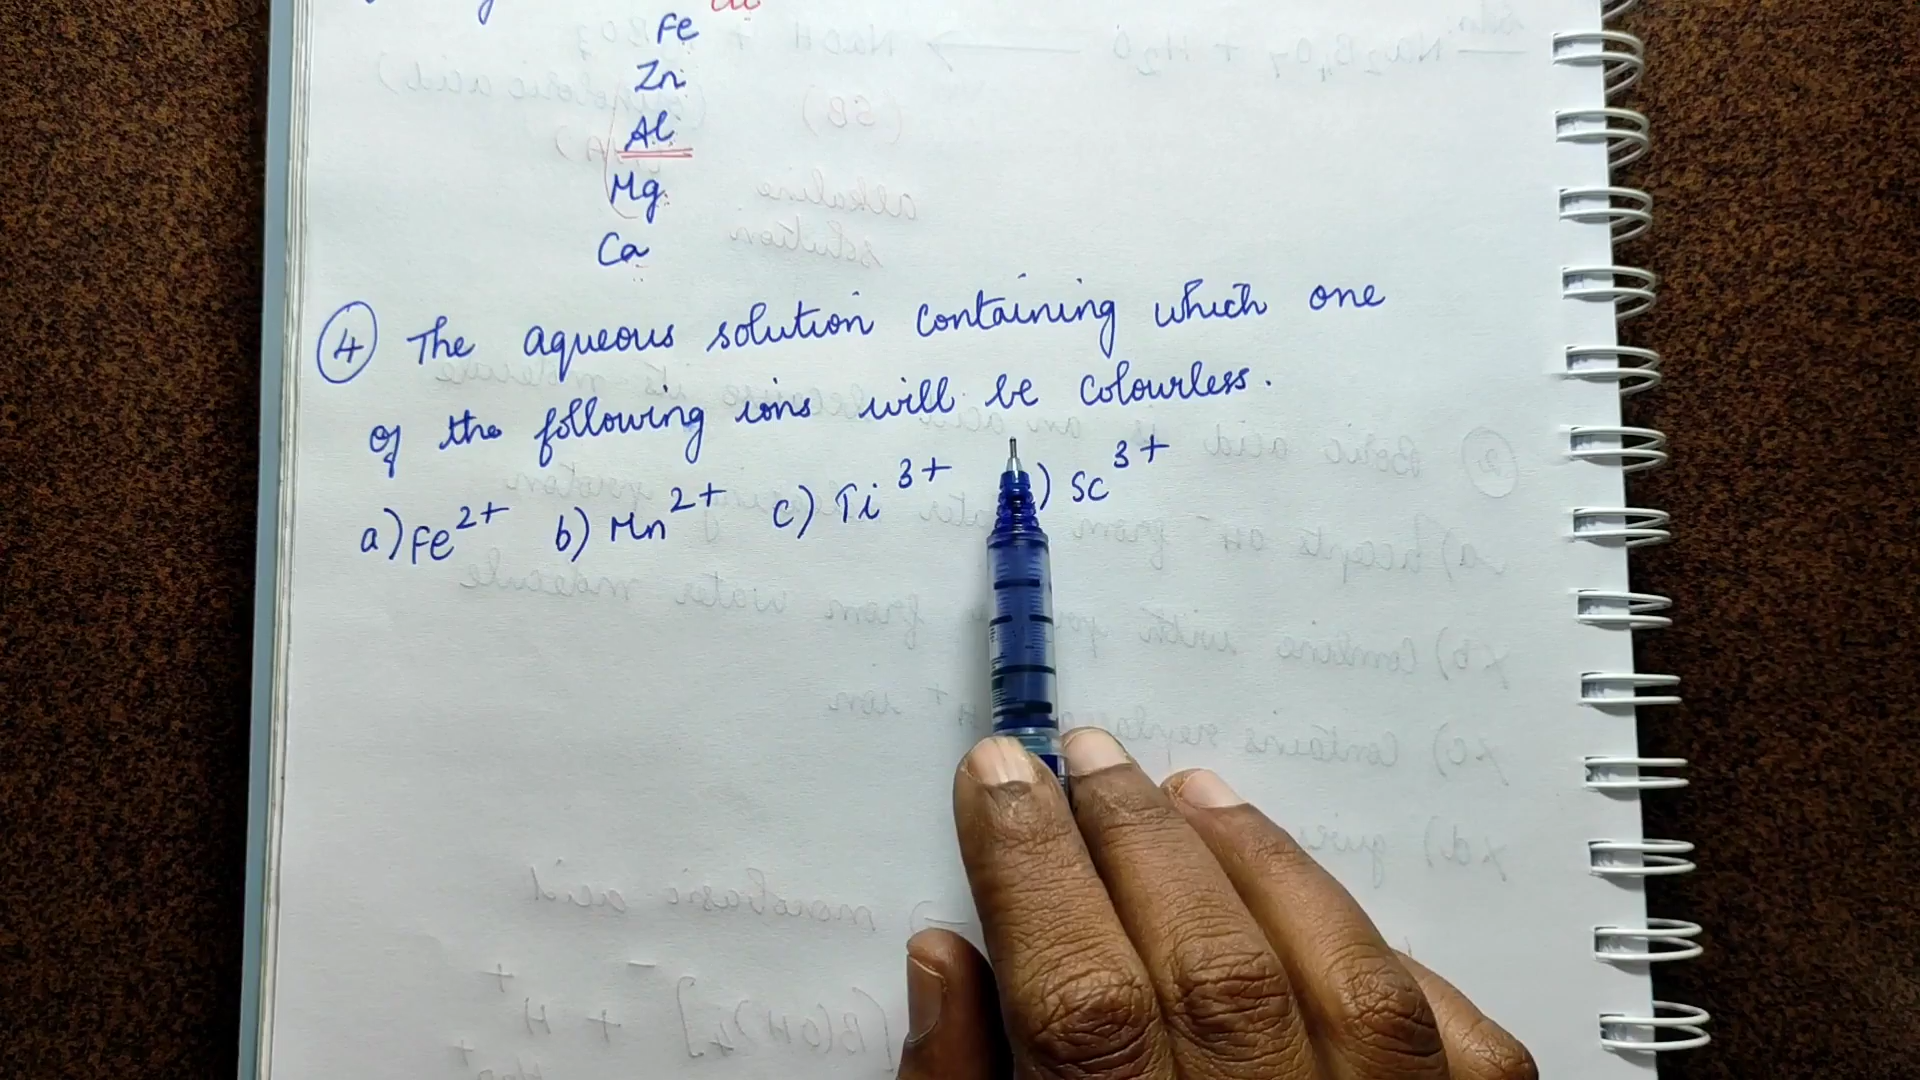 Fe
Zn
Al
Mg
Ca
④ The aqueous solution containing which one
of the following ions will be colourless.
a) Fe²⁺ b) Mn²⁺ c) Ti³⁺ ) Sc³⁺